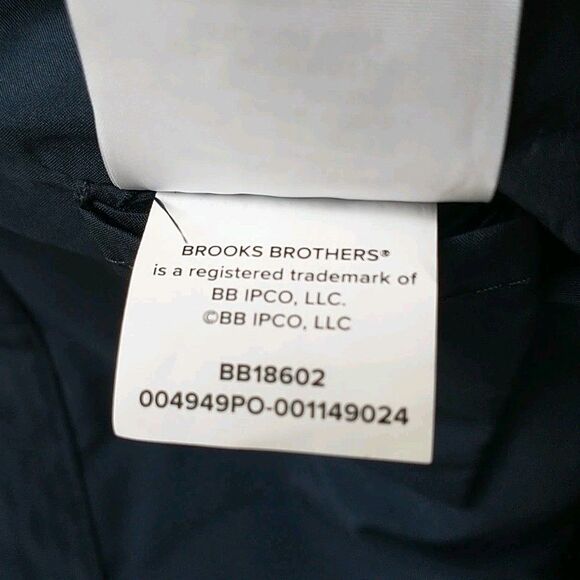 BROOKS BROTHERS®
is a registered trademark of
BB IPCO, LLC.
©BB IPCO, LLC
BB18602
004949PO-001149024